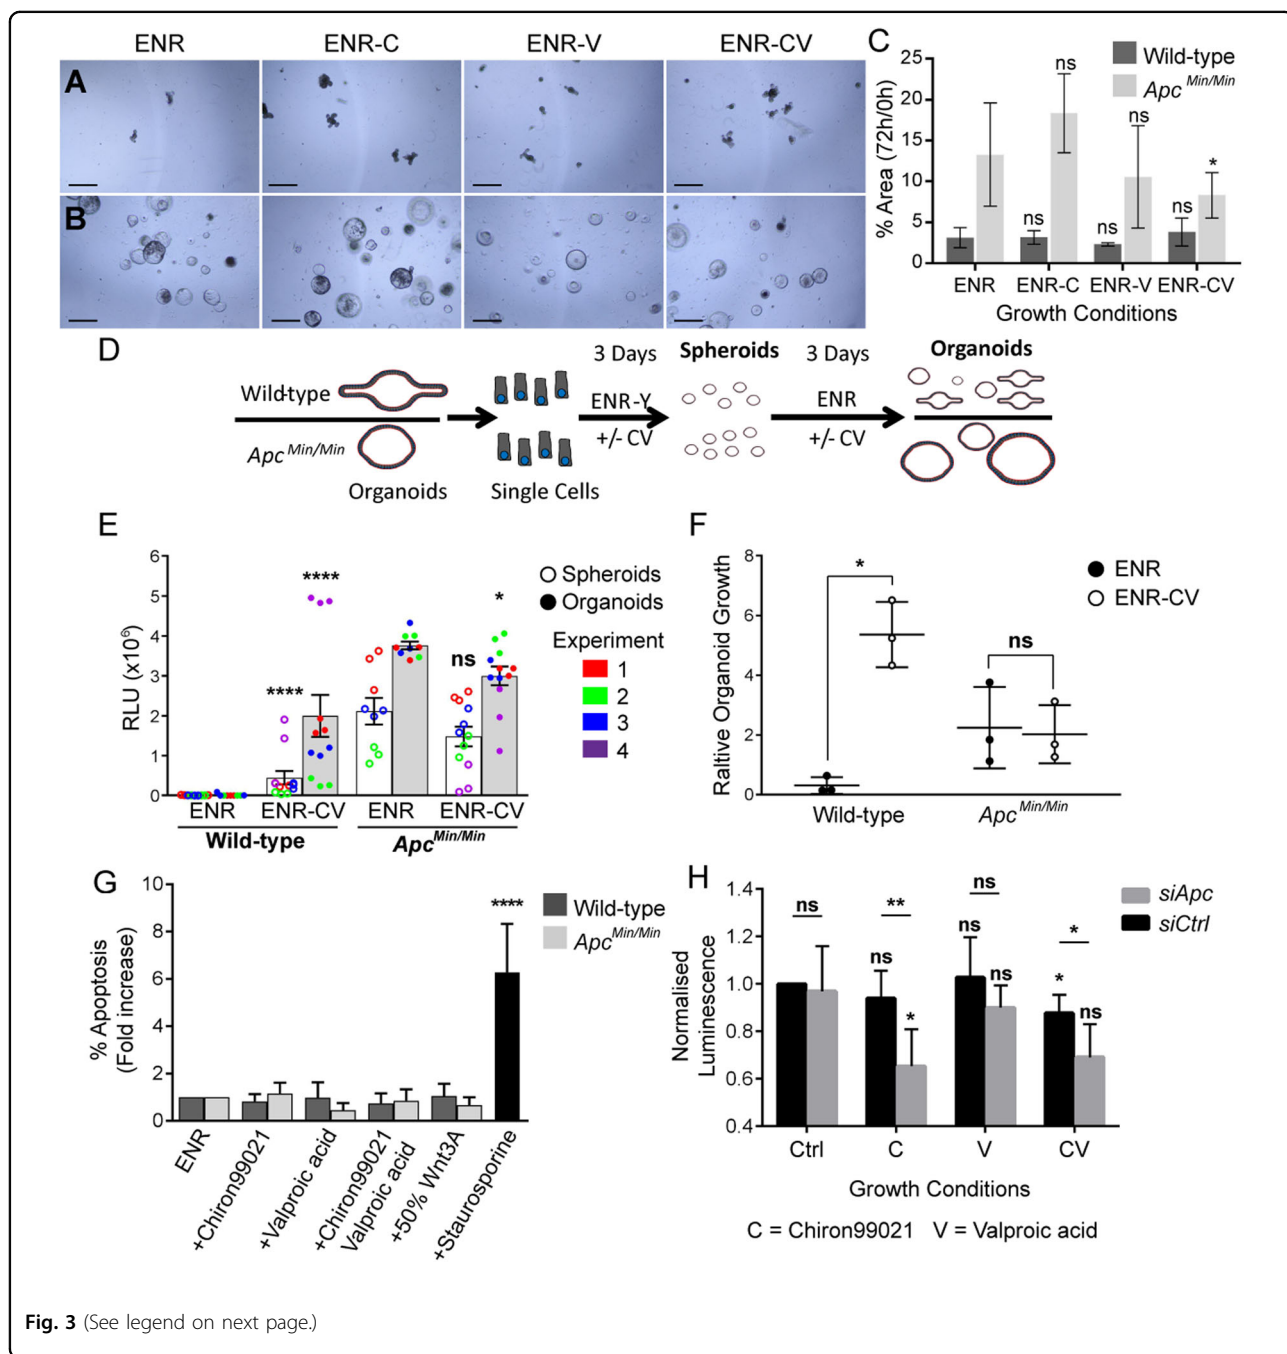 ENR ENR-C ENR-V ENR-CV
A
B
C
Wild-type
Apc Min/Min
% Area (72h/0h)
25
20
15
10
5
0
ns ns ns ns ns *
ENR ENR-C ENR-V ENR-CV
Growth Conditions
D
Wild-type
Apc Min/Min
Organoids
Single Cells
3 Days
ENR-Y
+/- CV
Spheroids
3 Days
ENR
+/- CV
Organoids
E
RLU (x10⁶)
6
5
4
3
2
1
0
**** **** ns *
ENR ENR-CV ENR ENR-CV
Wild-type Apc Min/Min
Spheroids
Organoids
Experiment
1
2
3
4
F
Raltive Organoid Growth
8
6
4
2
0
* ns
Wild-type Apc Min/Min
ENR
ENR-CV
G
% Apoptosis
(Fold increase)
10
8
6
4
2
0
****
Wild-type
Apc Min/Min
ENR
+Chiron99021
+Valproic acid
+Chiron99021
Valproic acid
+50% Wnt3A
+Staurosporine
H
Normalised
Luminescence
1.4
1.2
1.0
0.8
0.6
0.4
ns ** ns *
ns * ns ns * ns
siApc
siCtrl
Ctrl C V CV
Growth Conditions
C = Chiron99021 V = Valproic acid
Fig. 3 (See legend on next page.)